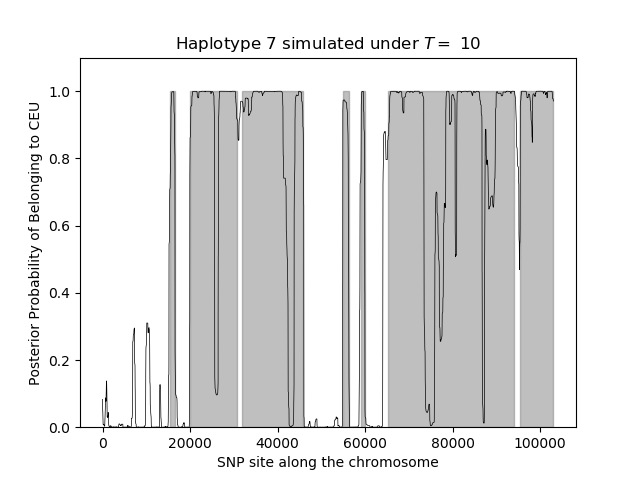 Haplotype 7 simulated under T = 10
Posterior Probability of Belonging to CEU
1.0
0.8
0.6
0.4
0.2
0.0
0 20000 40000 60000 80000 100000
SNP site along the chromosome